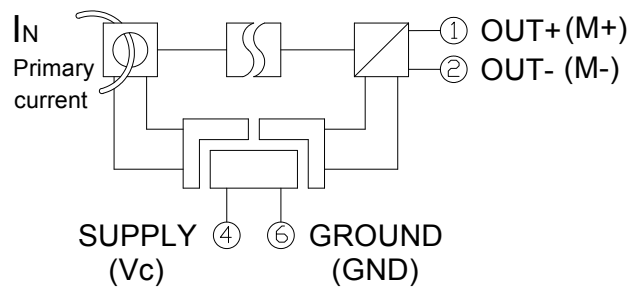 IN
Primary
current
① OUT+ (M+)
② OUT- (M-)
SUPPLY ④ ⑥ GROUND
(Vc) (GND)